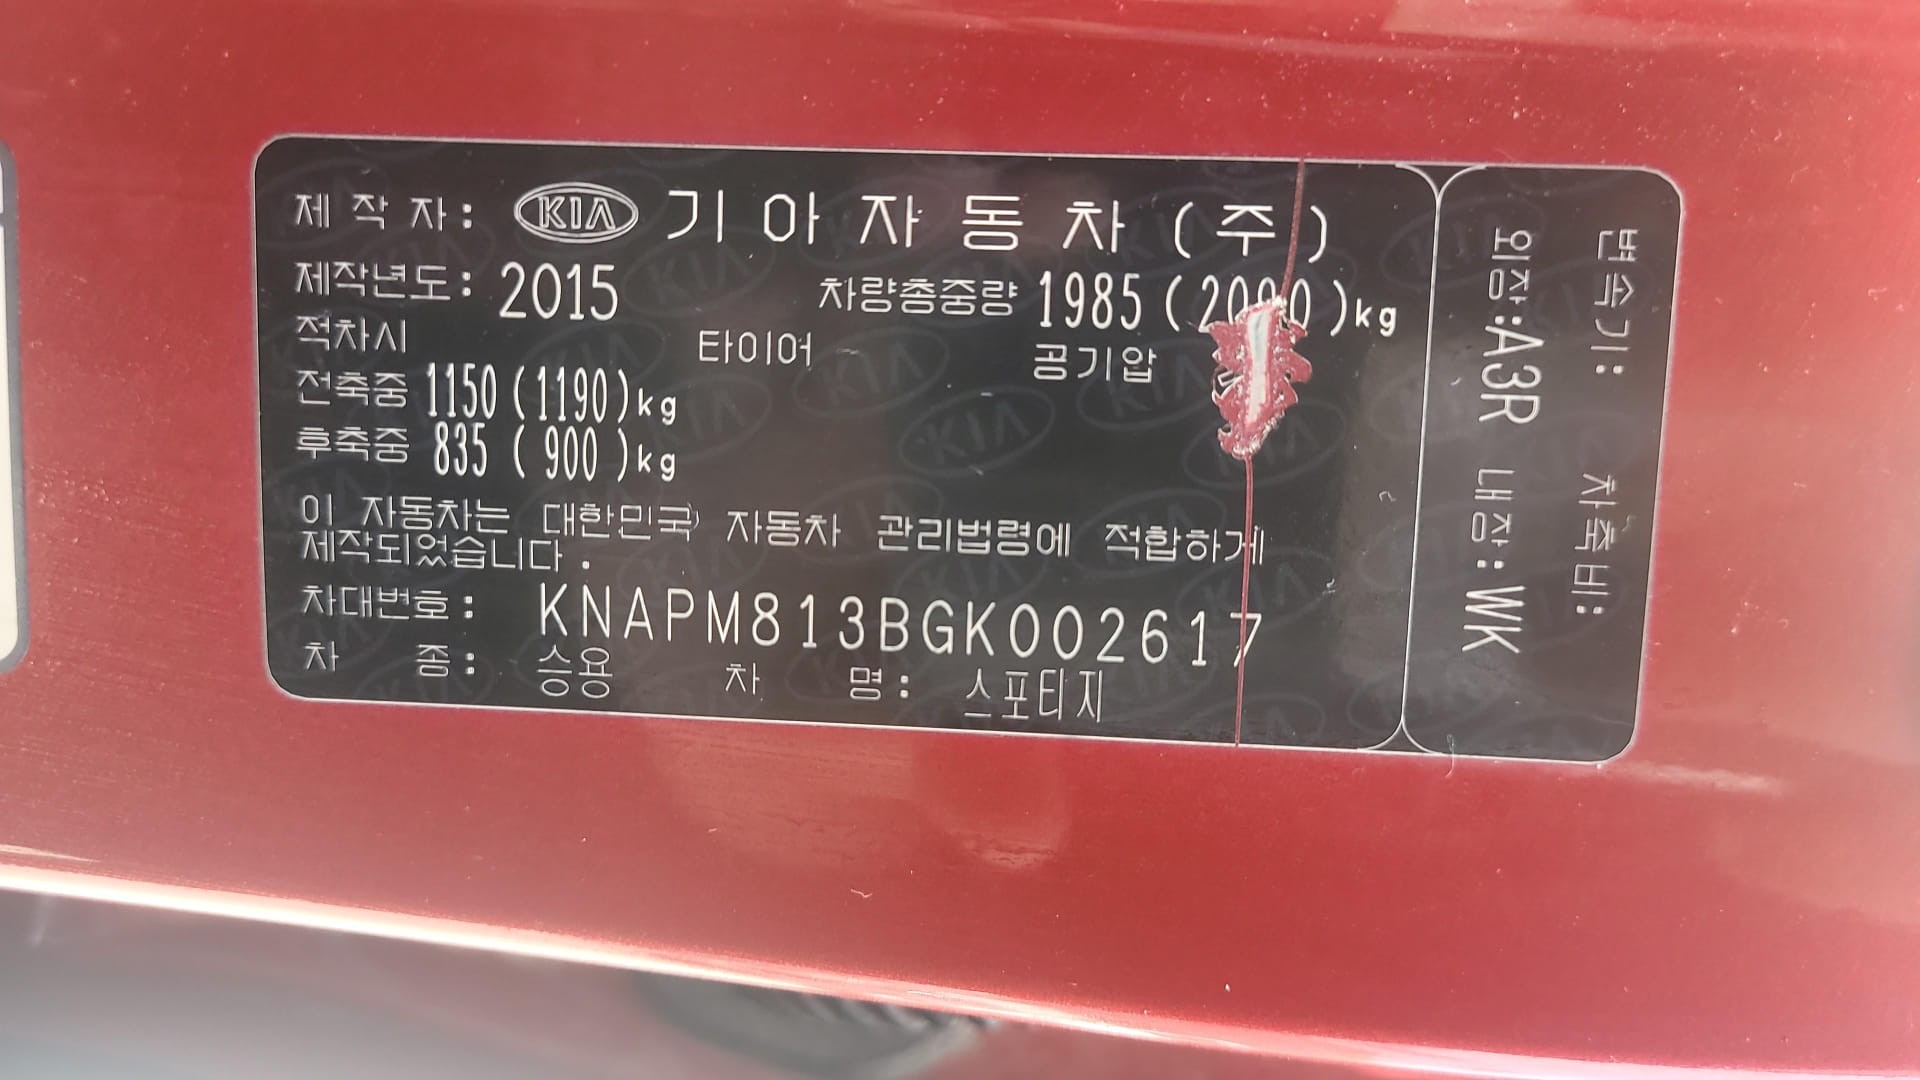 제 작 자 : KIA 기 아 자 동 차 ( 주 )
제작년도 : 2015 차량총중량 1985 ( 2000 ) kg
적차시 타이어 공기압
전축중 1150 ( 1190 ) kg
후축중 835 ( 900 ) kg
이 자동차는 대한민국 자동차 관리법령에 적합하게
제작되었습니다 .
차대번호 : KNAPM813BGK002617
차 종 : 승용 차 명 : 스포티지
변속기 : 차축비 :
외장 : A3R 내장 : WK